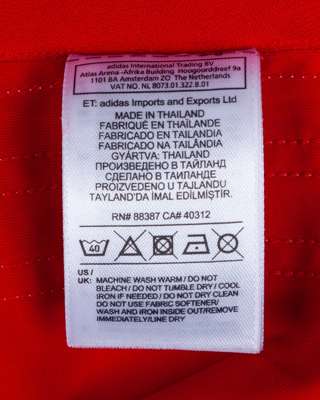 adidas International Trading BV
Atlas Arena -Afrika Building Hoogoorddreef 9a
1101 BA Amsterdam ZO The Netherlands
VAT NO. NL 8073.01.322.B.01
ET: adidas Imports and Exports Ltd
MADE IN THAILAND
FABRIQUÉ EN THAÏLANDE
FABRICADO EN TAILANDIA
FABRICADO NA TAILÂNDIA
GYÁRTVA: THAILAND
ПРОИЗВЕДЕНО В ТАЙЛАНД
СДЕЛАНО В ТАИЛАНДЕ
PROIZVEDENO U TAJLANDU
TAYLAND'DA İMAL EDİLMİŞTİR.
RN# 88387 CA# 40312
40
US /
UK: MACHINE WASH WARM / DO NOT
BLEACH / DO NOT TUMBLE DRY / COOL
IRON IF NEEDED / DO NOT DRY CLEAN
DO NOT USE FABRIC SOFTENER/
WASH AND IRON INSIDE OUT/REMOVE
IMMEDIATELY/LINE DRY